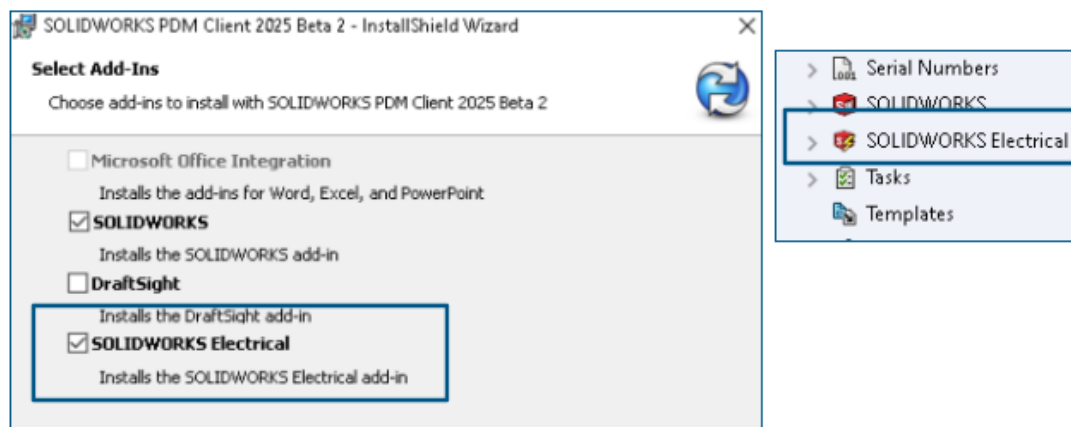 SOLIDWORKS PDM Client 2025 Beta 2 - InstallShield Wizard
Select Add-Ins
Choose add-ins to install with SOLIDWORKS PDM Client 2025 Beta 2
Microsoft Office Integration
Installs the add-ins for Word, Excel, and PowerPoint
SOLIDWORKS
Installs the SOLIDWORKS add-in
DraftSight
Installs the DraftSight add-in
SOLIDWORKS Electrical
Installs the SOLIDWORKS Electrical add-in
Serial Numbers
SOLIDWORKS
SOLIDWORKS Electrical
Tasks
Templates